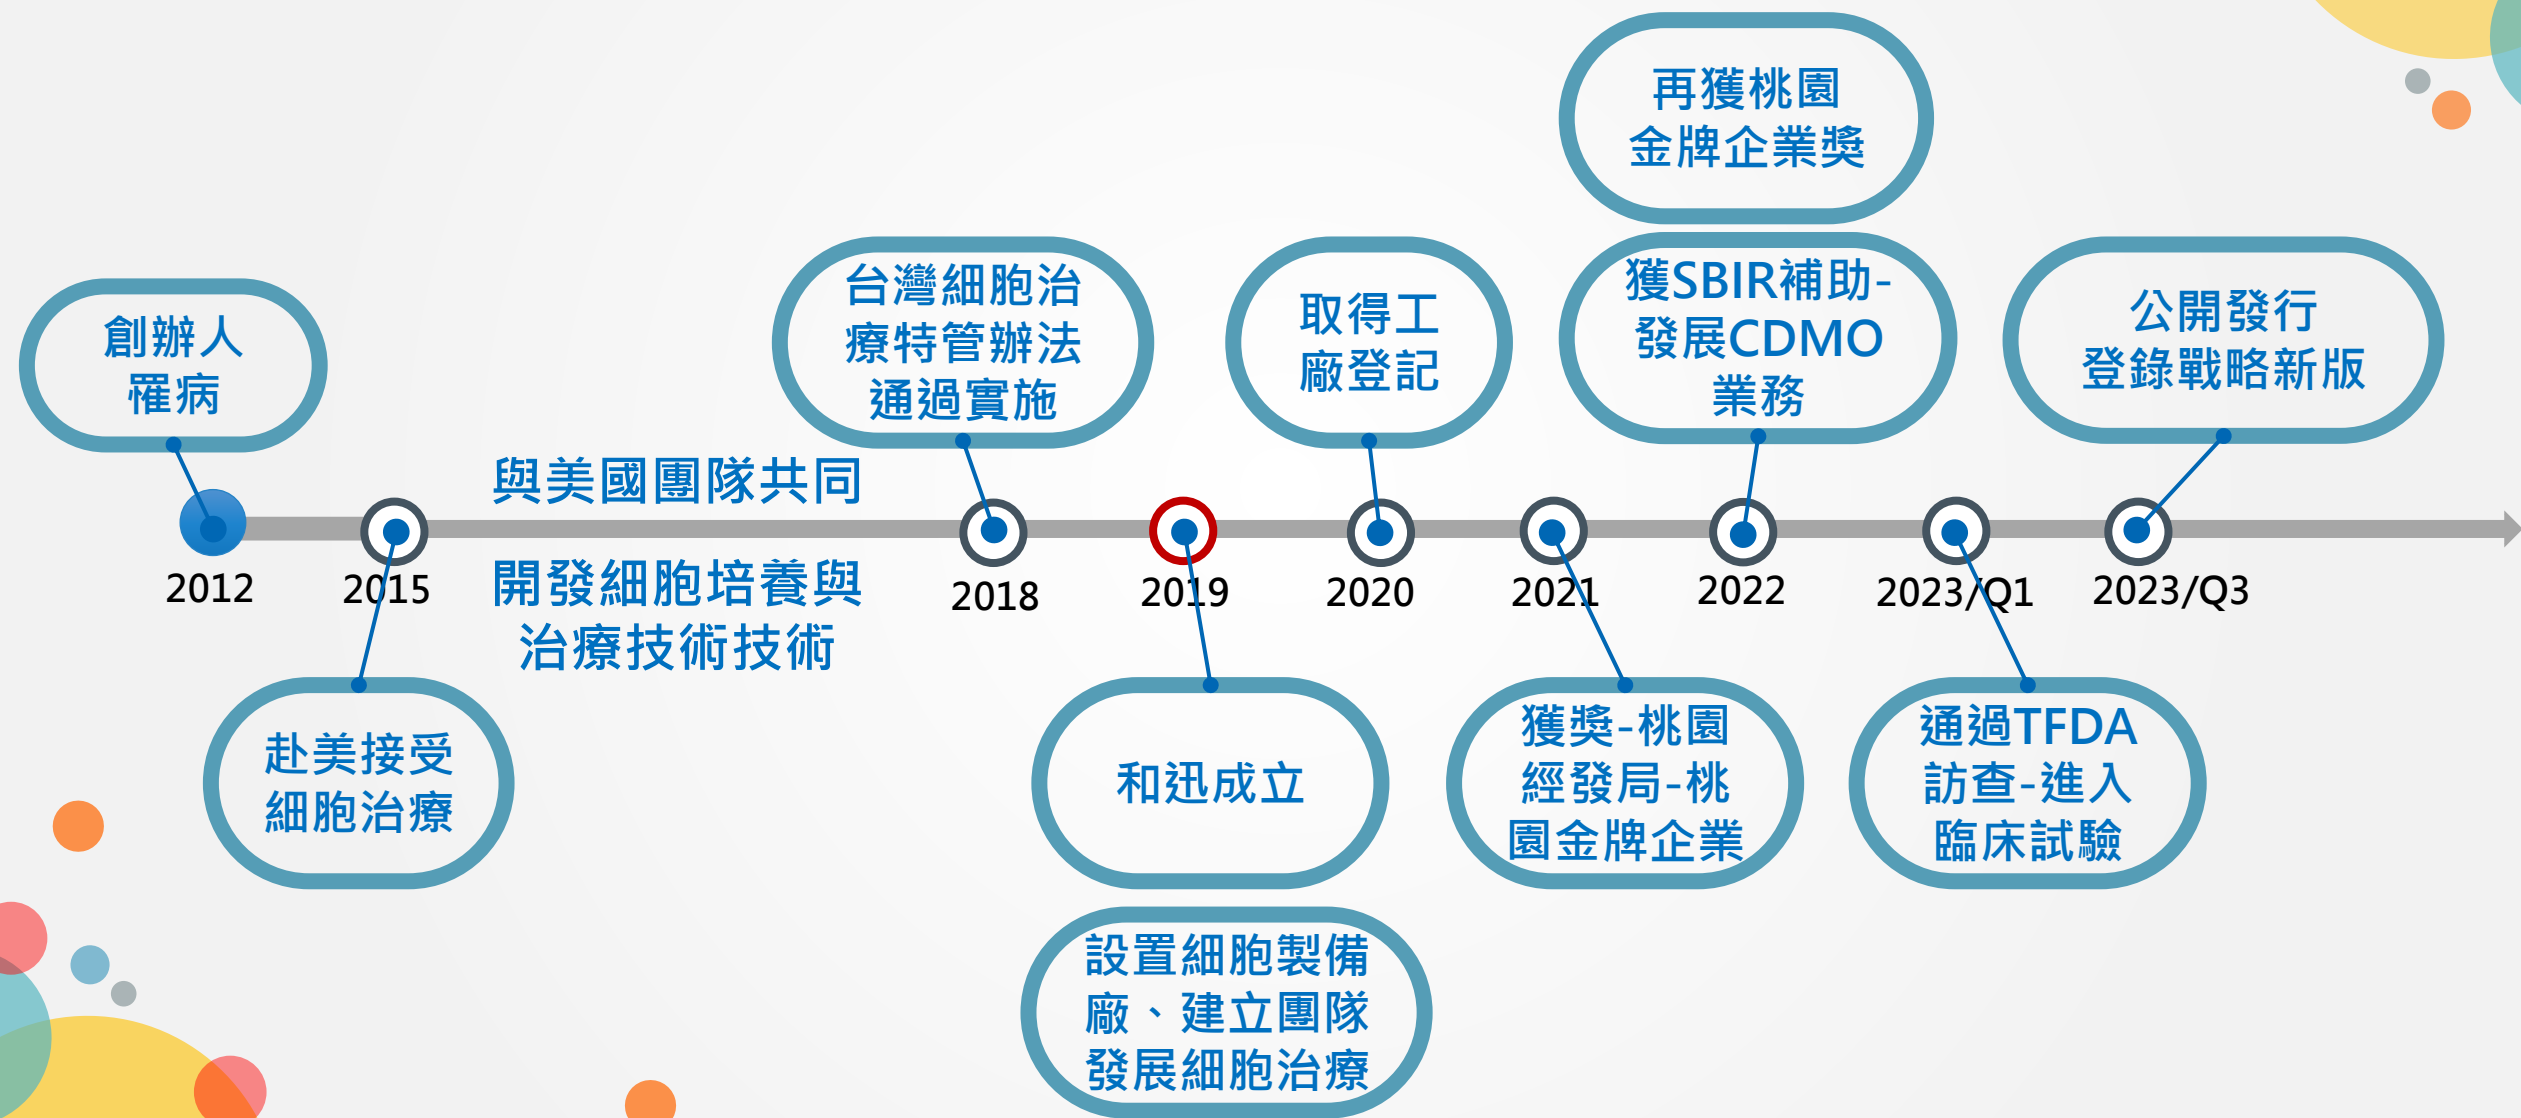 再獲桃園
金牌企業獎
創辦人
罹病
台灣細胞治
療特管辦法
通過實施
取得工
廠登記
獲SBIR補助-
發展CDMO
業務
公開發行
登錄戰略新版
與美國團隊共同
2012
2015
2018
2019
2020
2021
2022
2023/Q1
2023/Q3
開發細胞培養與
治療技術技術
赴美接受
細胞治療
和迅成立
獲獎-桃園
經發局-桃
園金牌企業
通過TFDA
訪查-進入
臨床試驗
設置細胞製備
廠、建立團隊
發展細胞治療